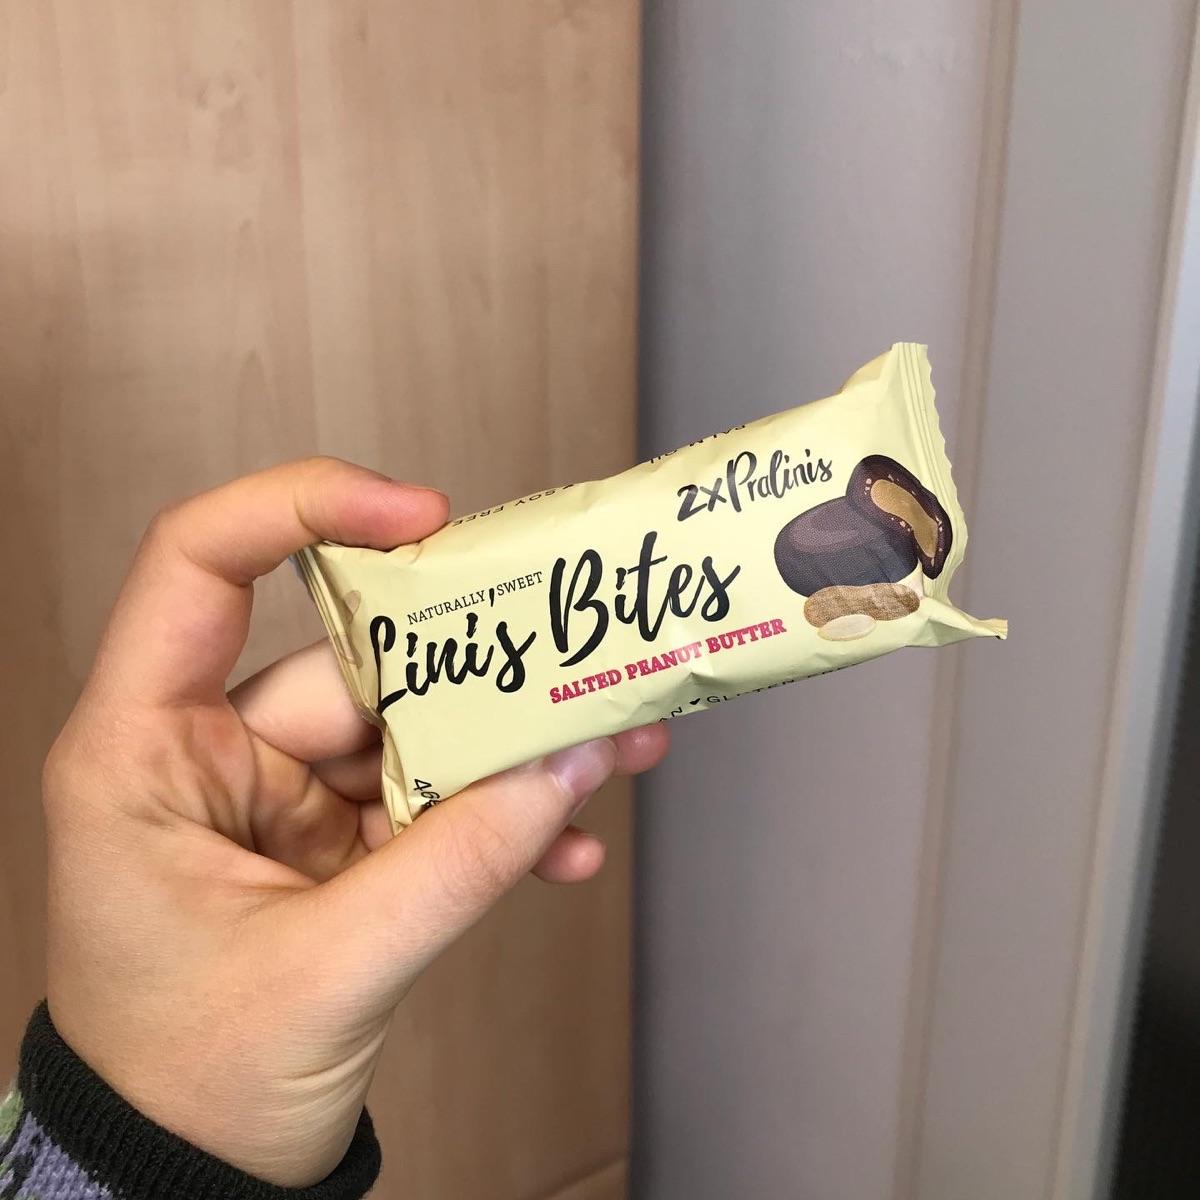 SOY FREE
2x Pralinis
NATURALLY SWEET
Lini's Bites
SALTED PEANUT BUTTER